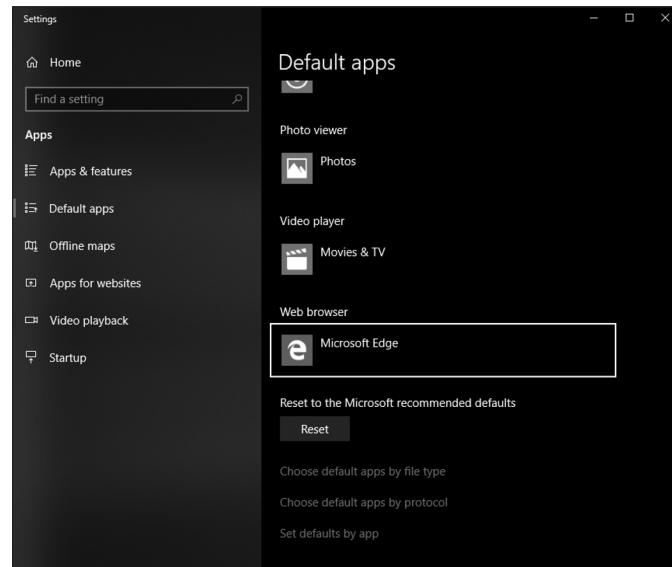 Settings
Home
Find a setting
Apps
Apps & features
Default apps
Offline maps
Apps for websites
Video playback
Startup
Default apps
Photo viewer
Photos
Video player
Movies & TV
Web browser
Microsoft Edge
Reset to the Microsoft recommended defaults
Reset
Choose default apps by file type
Choose default apps by protocol
Set defaults by app